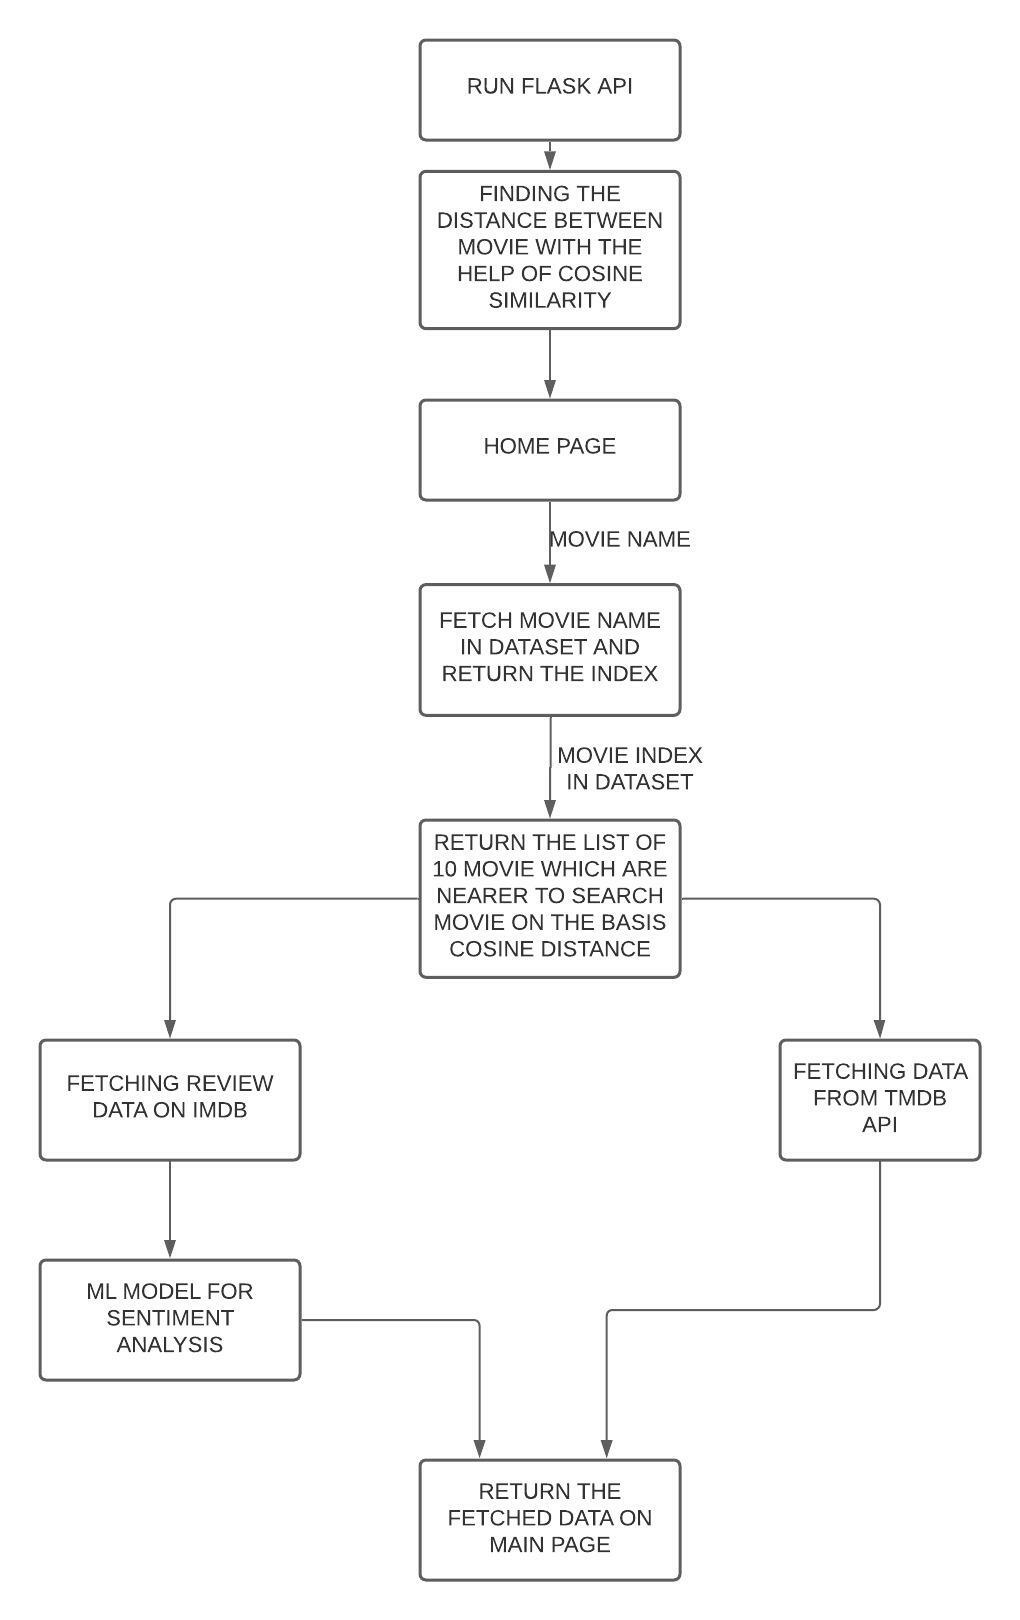 RUN FLASK API
FINDING THE
DISTANCE BETWEEN
MOVIE WITH THE
HELP OF COSINE
SIMILARITY
HOME PAGE
MOVIE NAME
FETCH MOVIE NAME
IN DATASET AND
RETURN THE INDEX
MOVIE INDEX
IN DATASET
RETURN THE LIST OF
10 MOVIE WHICH ARE
NEARER TO SEARCH
MOVIE ON THE BASIS
COSINE DISTANCE
FETCHING REVIEW
DATA ON IMDB
FETCHING DATA
FROM TMDB
API
ML MODEL FOR
SENTIMENT
ANALYSIS
RETURN THE
FETCHED DATA ON
MAIN PAGE